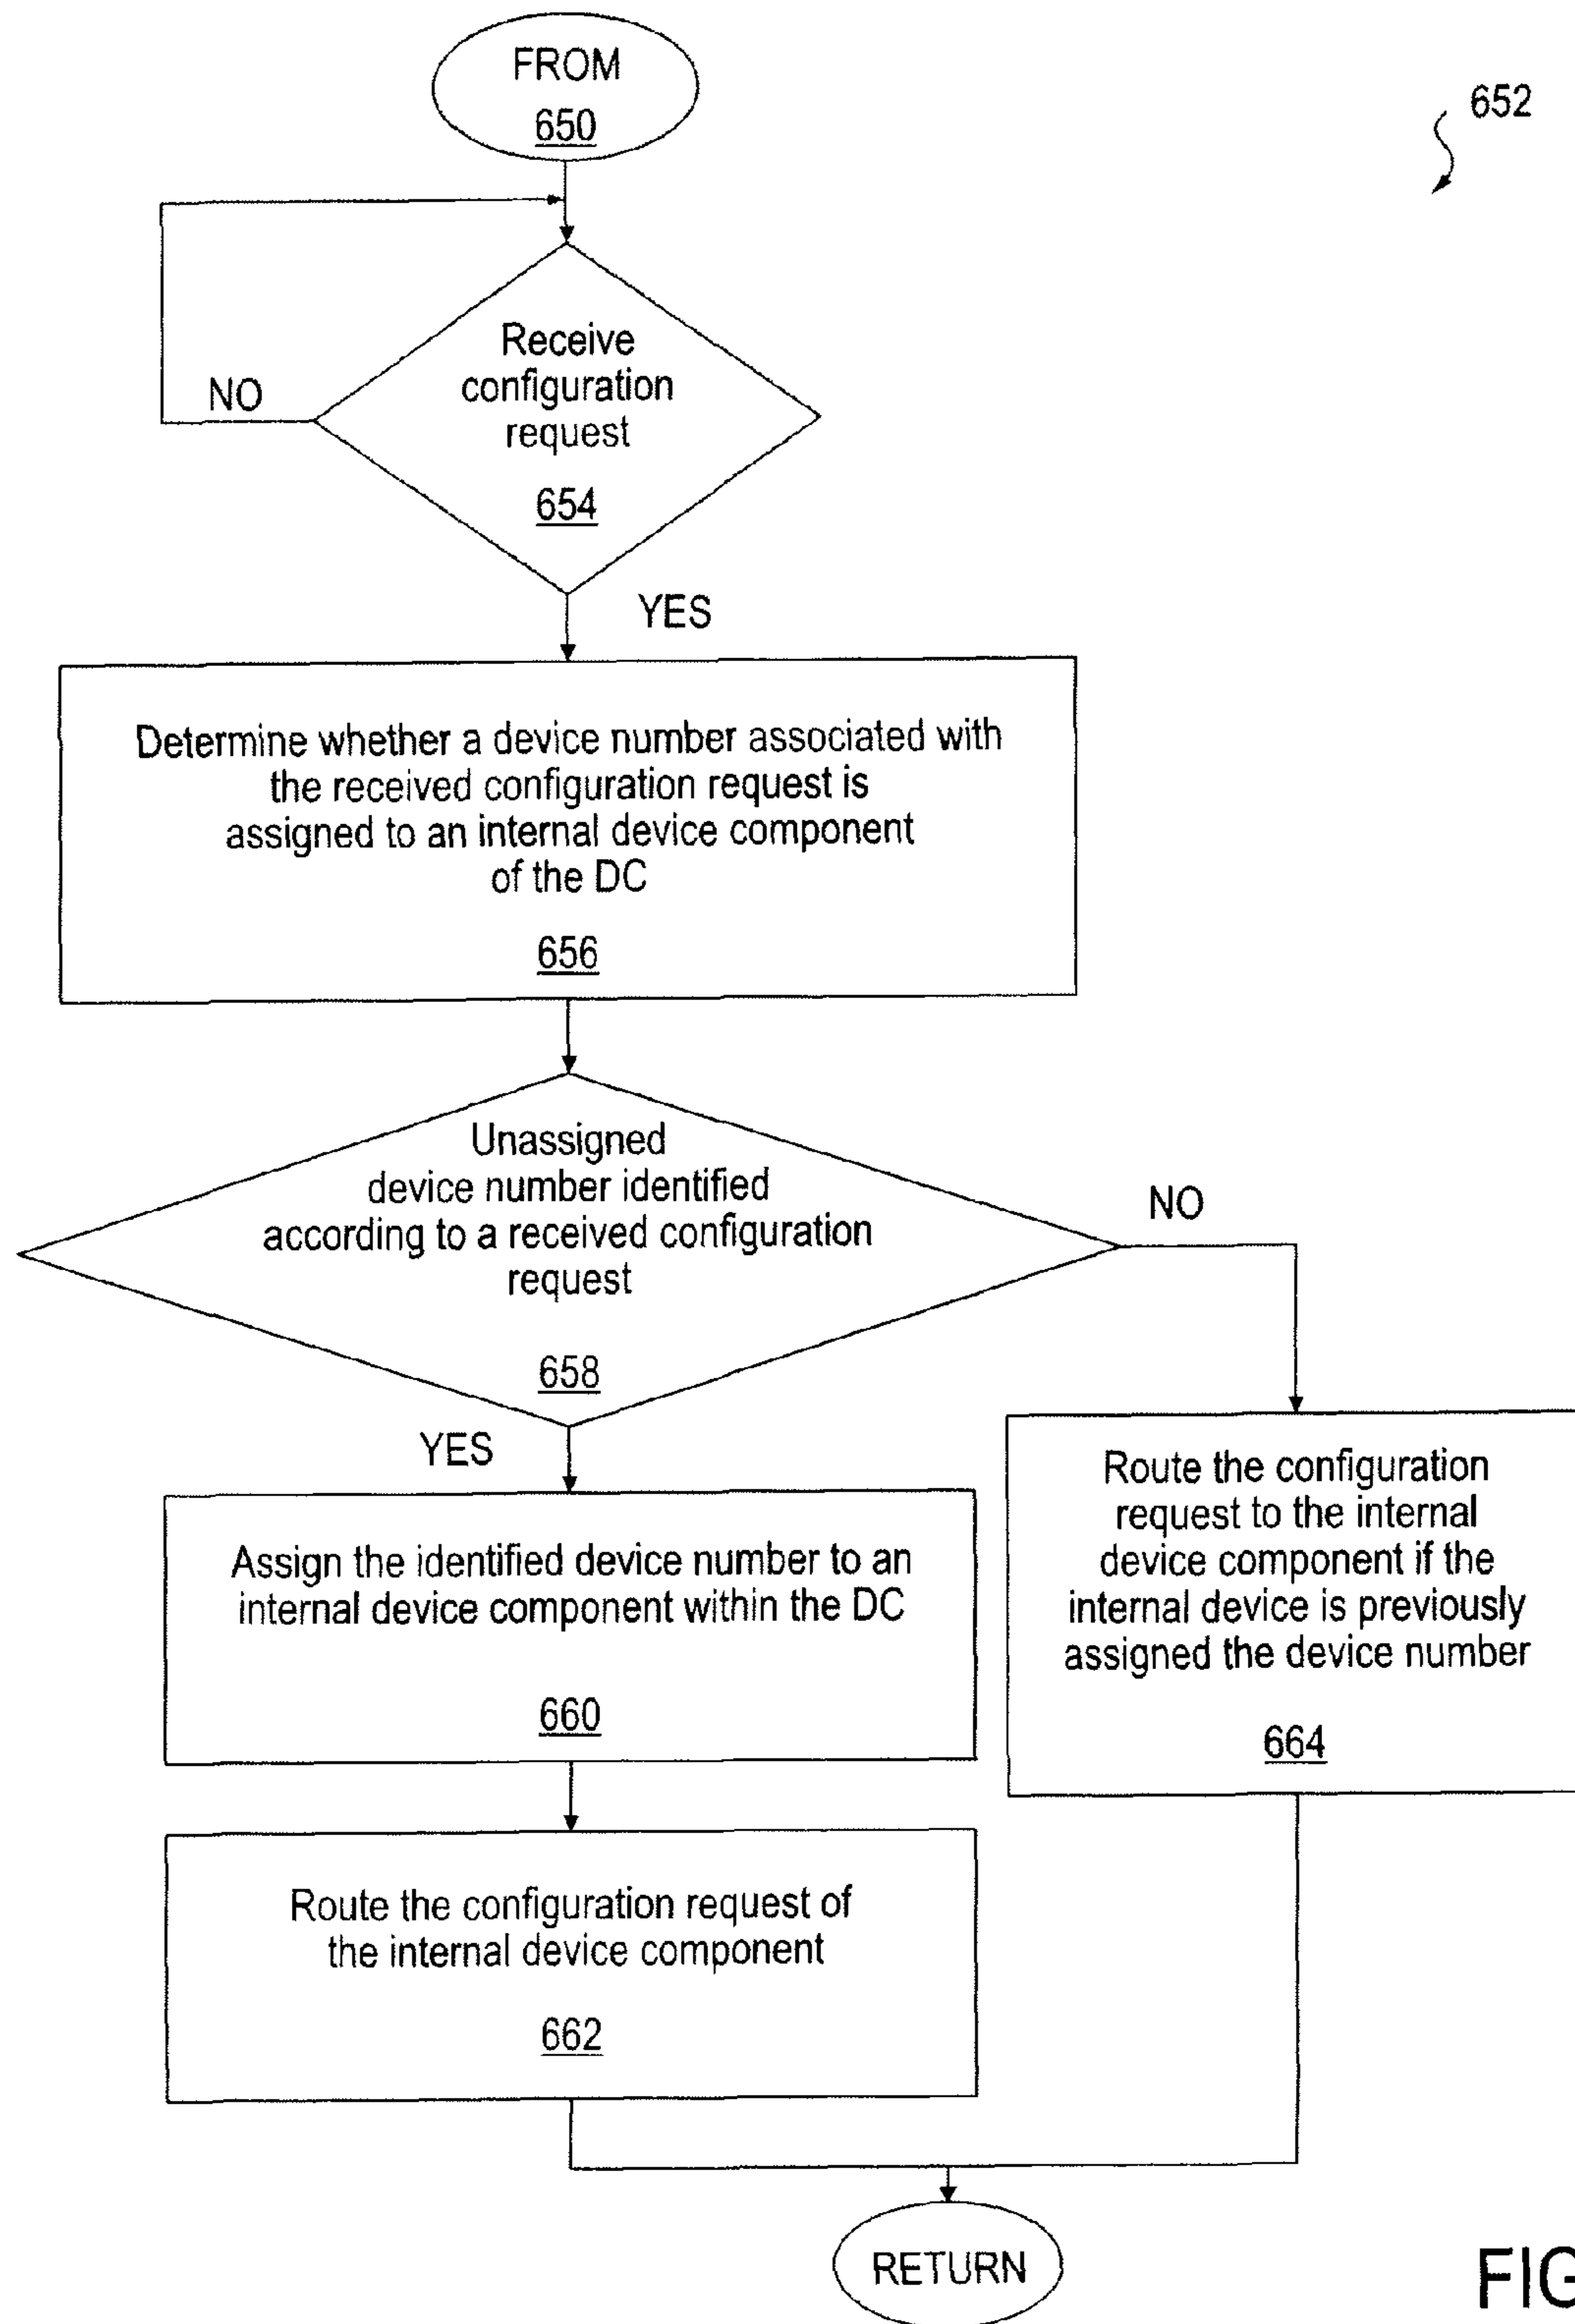 FROM
650
652
Receive
configuration
request
654
NO
YES
Determine whether a device number associated with
the received configuration request is
assigned to an internal device component
of the DC
656
Unassigned
device number identified
according to a received configuration
request
658
NO
YES
Assign the identified device number to an
internal device component within the DC
660
Route the configuration
request to the internal
device component if the
internal device is previously
assigned the device number
664
Route the configuration request of
the internal device component
662
RETURN
FIG